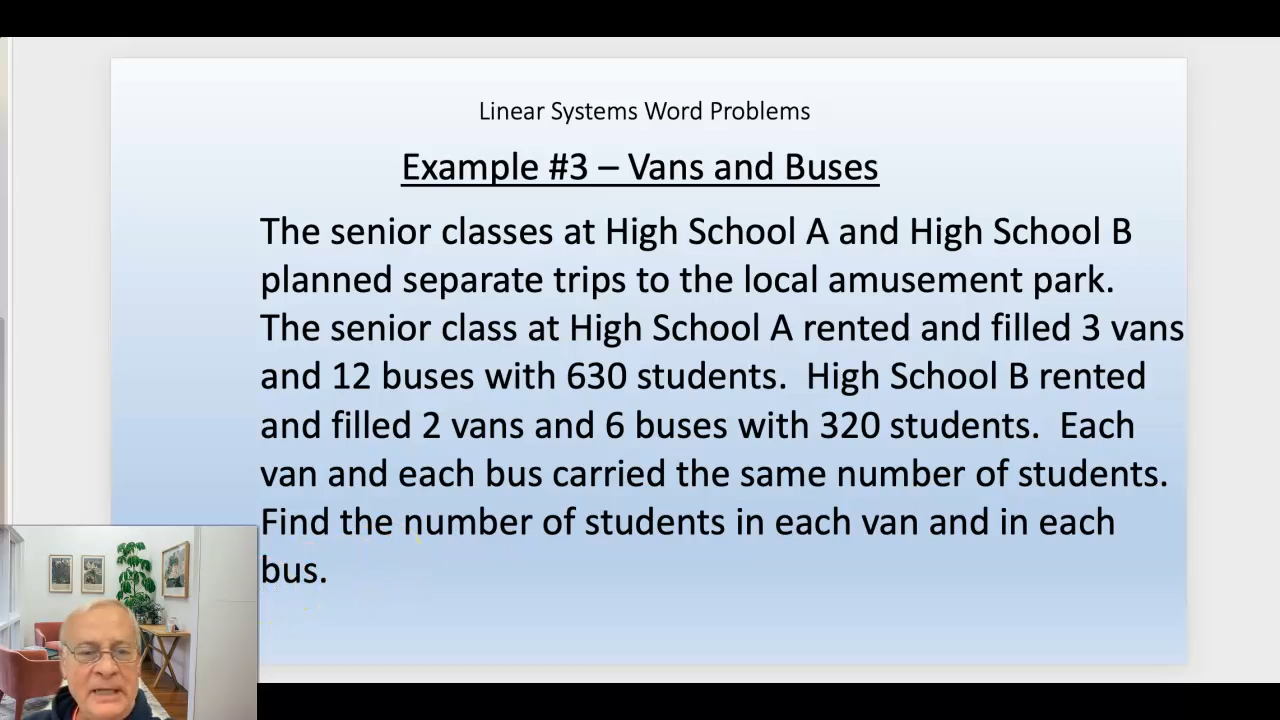 Linear Systems Word Problems
Example #3 – Vans and Buses
The senior classes at High School A and High School B
planned separate trips to the local amusement park.
The senior class at High School A rented and filled 3 vans
and 12 buses with 630 students.  High School B rented
and filled 2 vans and 6 buses with 320 students.  Each
van and each bus carried the same number of students.
Find the number of students in each van and in each
bus.